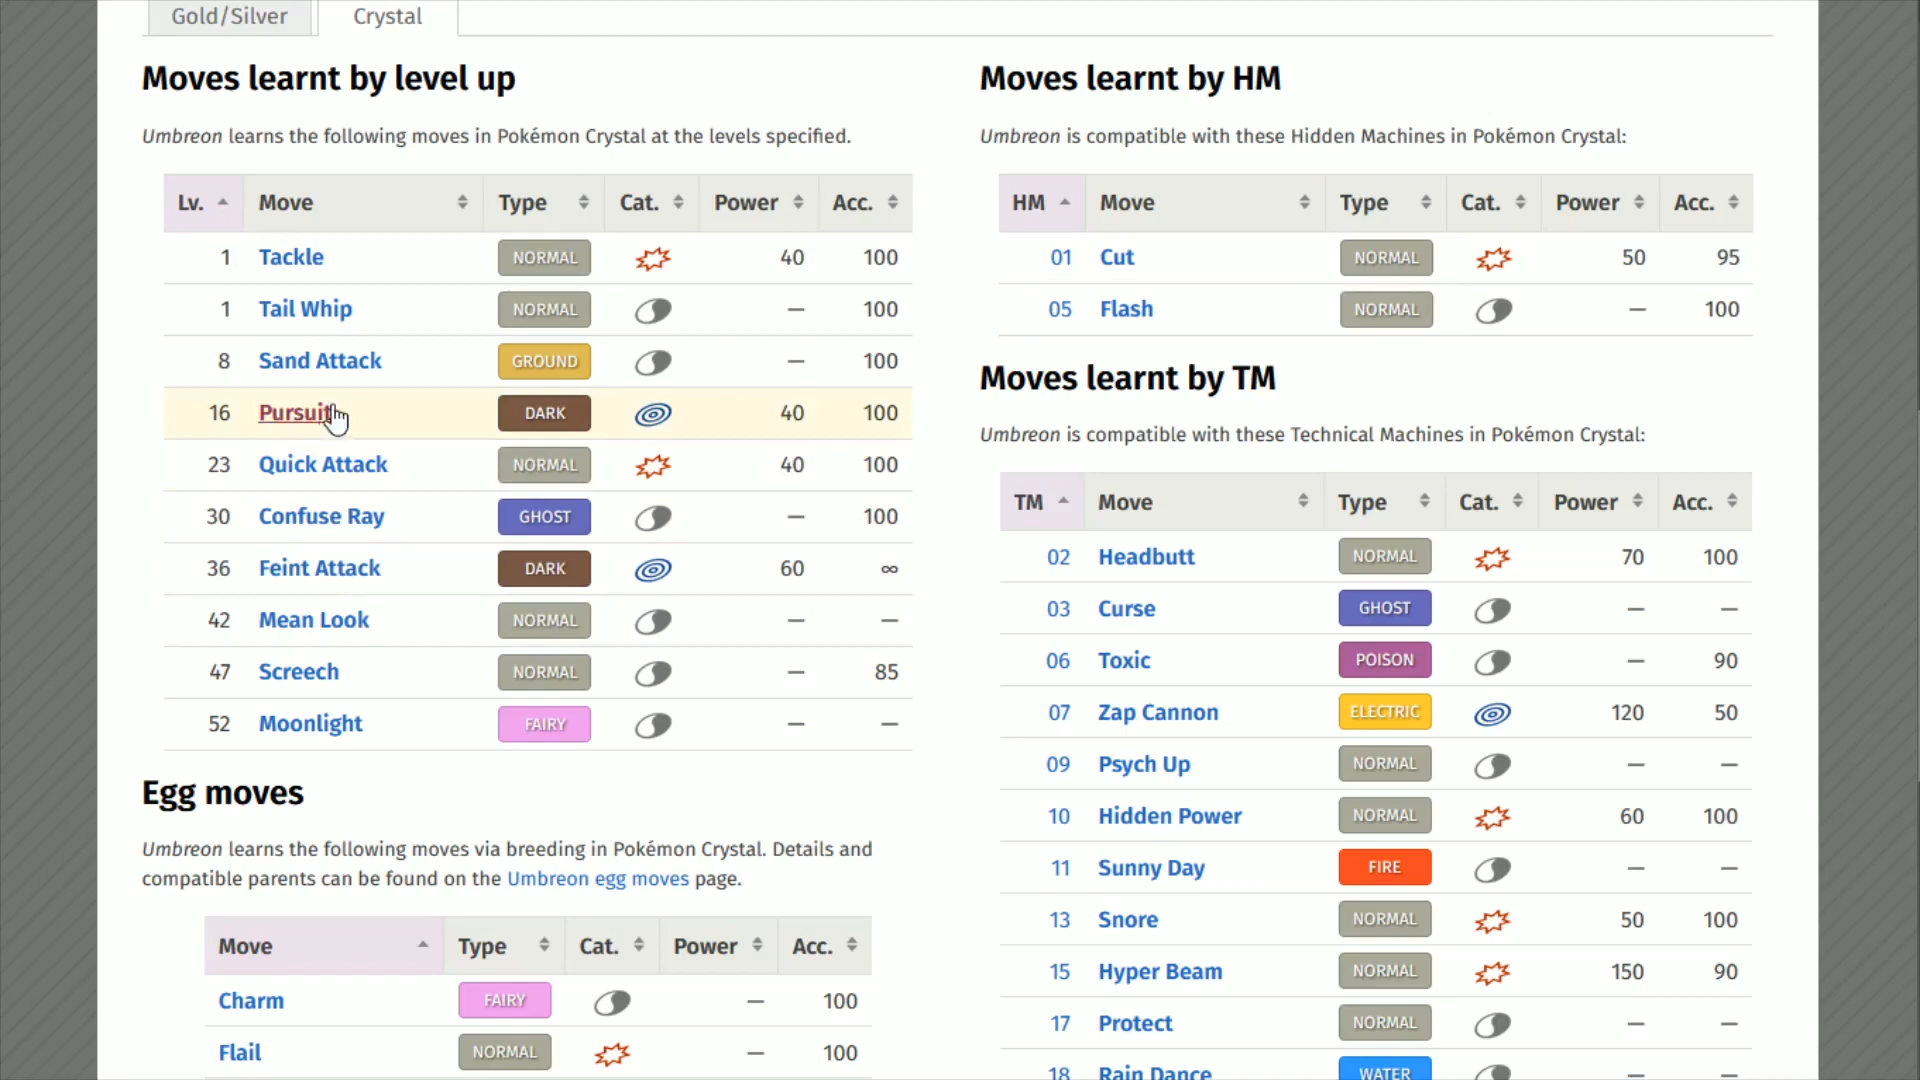 Gold/Silver
Crystal
Moves learnt by level up
Umbreon learns the following moves in Pokémon Crystal at the levels specified.
Lv. Move Type Cat. Power Acc.
1 Tackle NORMAL 40 100
1 Tail Whip NORMAL — 100
8 Sand Attack GROUND — 100
16 Pursuit DARK 40 100
23 Quick Attack NORMAL 40 100
30 Confuse Ray GHOST — 100
36 Feint Attack DARK 60 ∞
42 Mean Look NORMAL — —
47 Screech NORMAL — 85
52 Moonlight FAIRY — —
Egg moves
Umbreon learns the following moves via breeding in Pokémon Crystal. Details and
compatible parents can be found on the Umbreon egg moves page.
Move Type Cat. Power Acc.
Charm FAIRY — 100
Flail NORMAL — 100
Moves learnt by HM
Umbreon is compatible with these Hidden Machines in Pokémon Crystal:
HM Move Type Cat. Power Acc.
01 Cut NORMAL 50 95
05 Flash NORMAL — 100
Moves learnt by TM
Umbreon is compatible with these Technical Machines in Pokémon Crystal:
TM Move Type Cat. Power Acc.
02 Headbutt NORMAL 70 100
03 Curse GHOST — —
06 Toxic POISON — 90
07 Zap Cannon ELECTRIC 120 50
09 Psych Up NORMAL — —
10 Hidden Power NORMAL 60 100
11 Sunny Day FIRE — —
13 Snore NORMAL 50 100
15 Hyper Beam NORMAL 150 90
17 Protect NORMAL — —
18 Rain Dance WATER — —